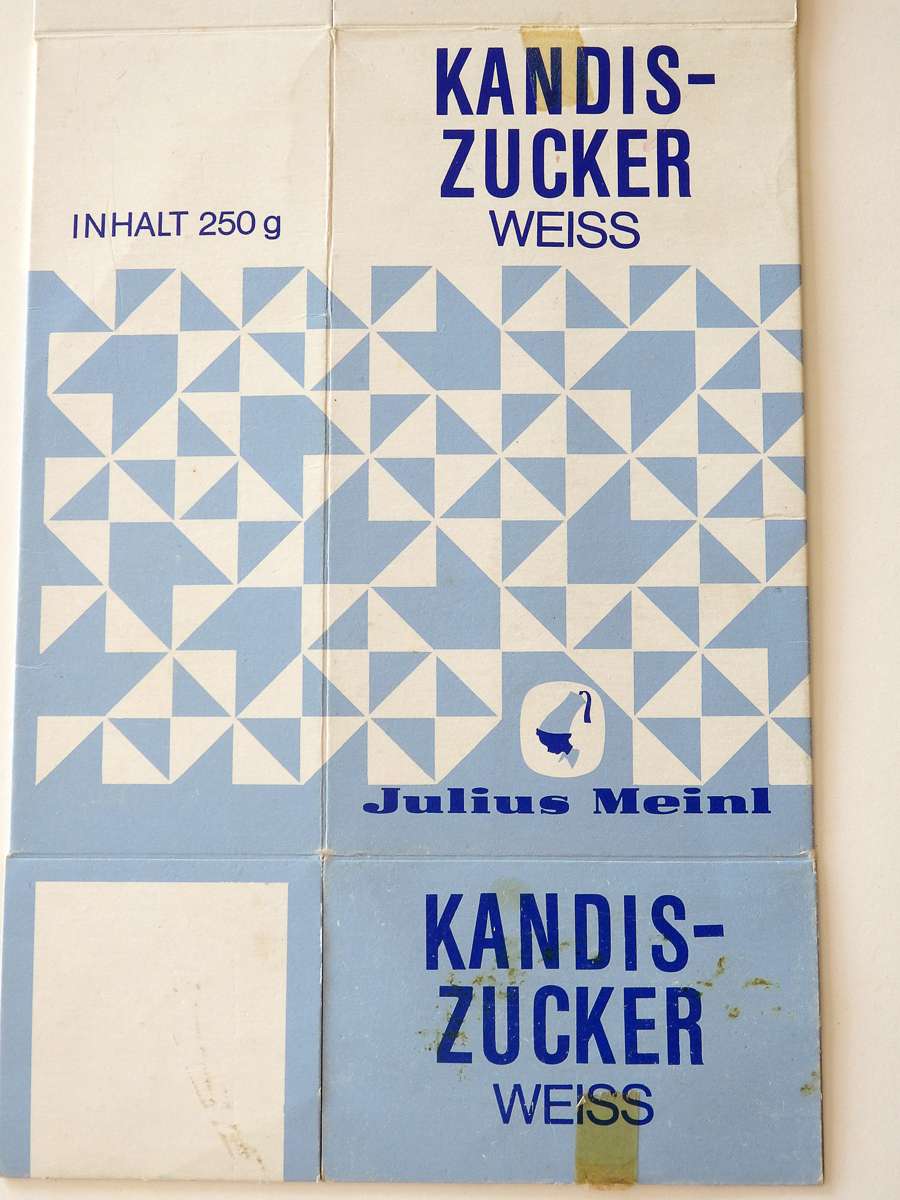 KANDIS-
ZUCKER
WEISS
INHALT 250 g
Julius Meinl
KANDIS-
ZUCKER
WEISS